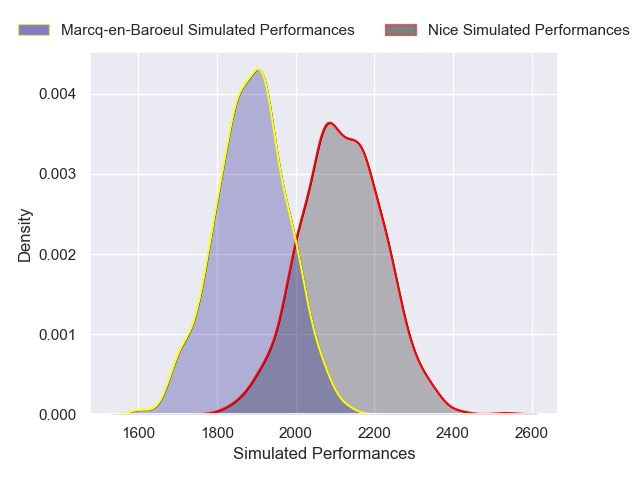 Marcq-en-Baroeul Simulated Performances Nice Simulated Performances
0.004
0.003
0.002
0.001
0.000
Density
1600 1800 2000 2200 2400 2600
Simulated Performances